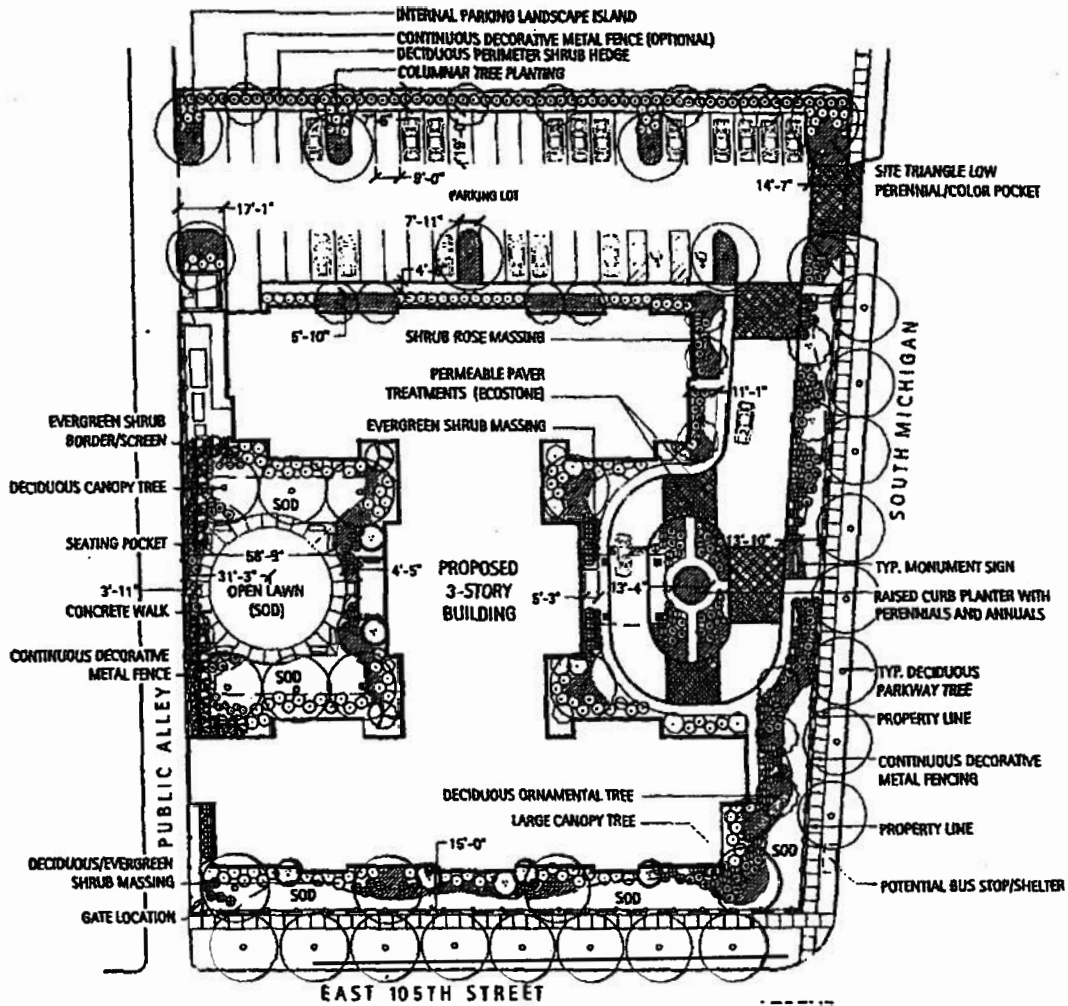 INTERNAL PARKING LANDSCAPE ISLAND
CONTINUOUS DECORATIVE METAL FENCE (OPTIONAL)
DECIDUOUS PERIMETER SHRUB HEDGE
COLUMNAR TREE PLANTING
19'-0"
9'-0"
14'-7"
SITE TRIANGLE LOW
PERENNIAL/COLOR POCKET
PARKING LOT
17'-1"
7'-11"
5'-10"
SHRUB ROSE MASSING
PERMEABLE PAVER
TREATMENTS (ECOSTONE)
11'-1"
EVERGREEN SHRUB MASSING
EVERGREEN SHRUB
BORDER/SCREEN
DECIDUOUS CANOPY TREE
SOD
SEATING POCKET
58'-9"
31'-3"
OPEN LAWN
(SOD)
3'-11"
CONCRETE WALK
4'-5"
PROPOSED
3-STORY
BUILDING
5'-3"
13'-4"
13'-10"
SOUTH MICHIGAN
TYP. MONUMENT SIGN
RAISED CURB PLANTER WITH
PERENNIALS AND ANNUALS
CONTINUOUS DECORATIVE
METAL FENCE
SOD
TYP. DECIDUOUS
PARKWAY TREE
PROPERTY LINE
CONTINUOUS DECORATIVE
METAL FENCING
PUBLIC ALLEY
DECIDUOUS ORNAMENTAL TREE
LARGE CANOPY TREE
PROPERTY LINE
15'-0"
SOD
DECIDUOUS/EVERGREEN
SHRUB MASSING
SOD
SOD
POTENTIAL BUS STOP/SHELTER
GATE LOCATION
EAST 105TH STREET